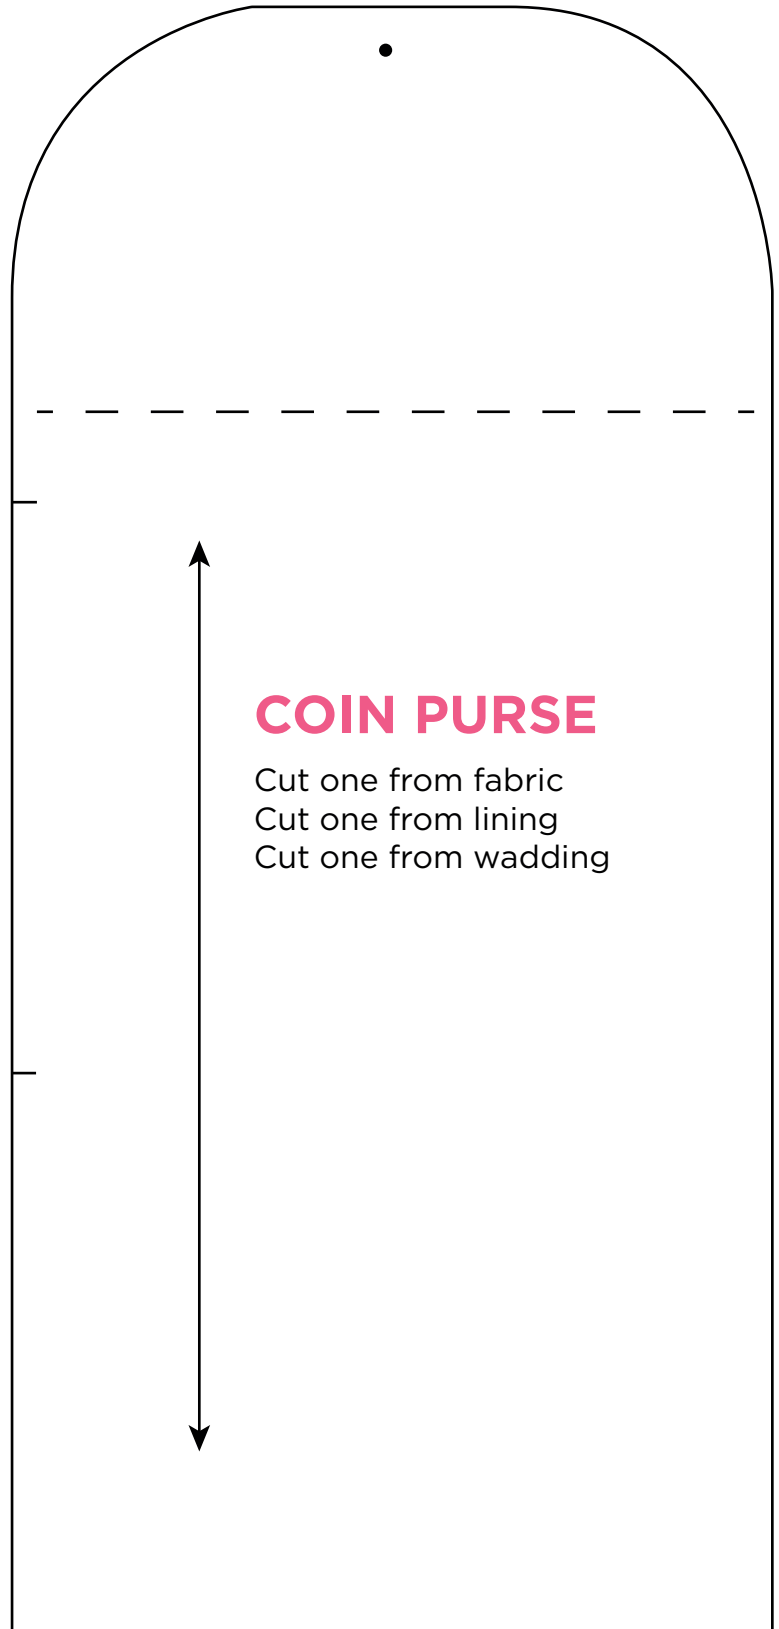 COIN PURSE
Cut one from fabric
Cut one from lining
Cut one from wadding